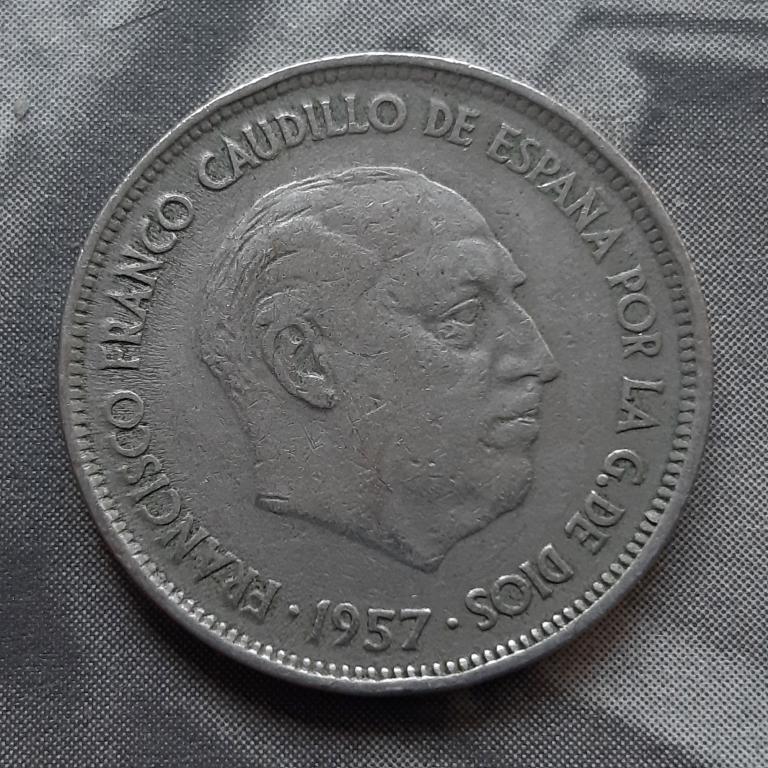 FRANCISCO FRANCO CAUDILLO DE ESPAÑA POR LA G. DE DIOS
· 1957 ·